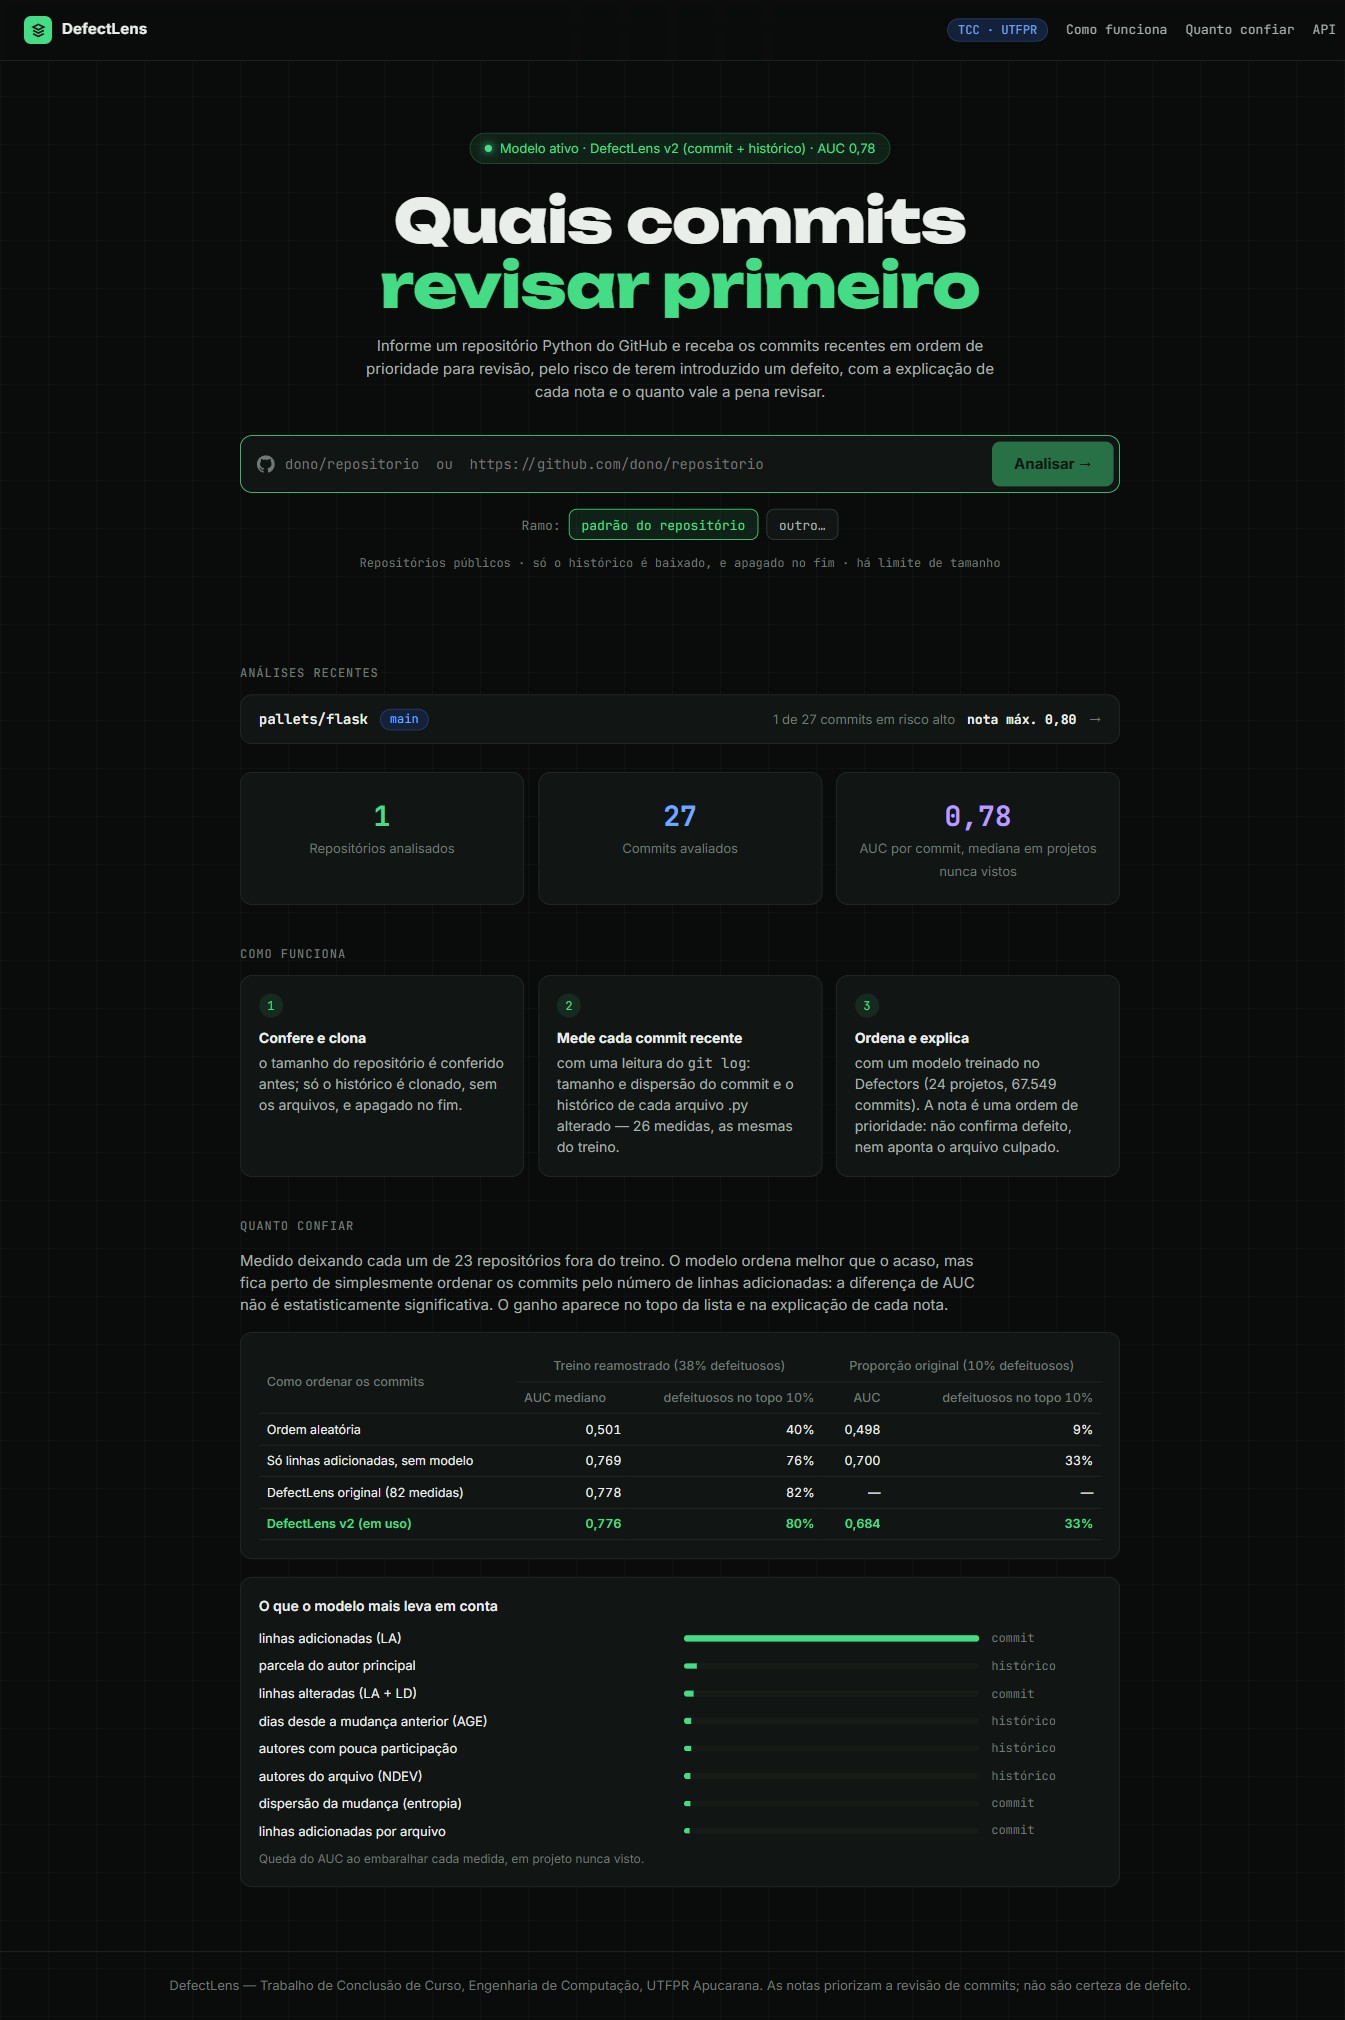 DefectLens
TCC · UTFPR Como funciona Quanto confiar API
Modelo ativo · DefectLens v2 (commit + histórico) · AUC 0,78
Quais commits
revisar primeiro
Informe um repositório Python do GitHub e receba os commits recentes em ordem de
prioridade para revisão, pelo risco de terem introduzido um defeito, com a explicação de
cada nota e o quanto vale a pena revisar.
dono/repositorio ou https://github.com/dono/repositorio
Analisar →
Ramo: padrão do repositório outro…
Repositórios públicos · só o histórico é baixado, e apagado no fim · há limite de tamanho
ANÁLISES RECENTES
pallets/flask main 1 de 27 commits em risco alto nota máx. 0,80 →
1
Repositórios analisados
27
Commits avaliados
0,78
AUC por commit, mediana em projetos
nunca vistos
COMO FUNCIONA
1
Confere e clona
o tamanho do repositório é conferido
antes; só o histórico é clonado, sem
os arquivos, e apagado no fim.
2
Mede cada commit recente
com uma leitura do git log:
tamanho e dispersão do commit e o
histórico de cada arquivo .py
alterado — 26 medidas, as mesmas
do treino.
3
Ordena e explica
com um modelo treinado no
Defectors (24 projetos, 67.549
commits). A nota é uma ordem de
prioridade: não confirma defeito,
nem aponta o arquivo culpado.
QUANTO CONFIAR
Medido deixando cada um de 23 repositórios fora do treino. O modelo ordena melhor que o acaso, mas
fica perto de simplesmente ordenar os commits pelo número de linhas adicionadas: a diferença de AUC
não é estatisticamente significativa. O ganho aparece no topo da lista e na explicação de cada nota.
Como ordenar os commits Treino reamostrado (38% defeituosos) Proporção original (10% defeituosos)
AUC mediano defeituosos no topo 10% AUC defeituosos no topo 10%
Ordem aleatória 0,501 40% 0,498 9%
Só linhas adicionadas, sem modelo 0,769 76% 0,700 33%
DefectLens original (82 medidas) 0,778 82% — —
DefectLens v2 (em uso) 0,776 80% 0,684 33%
O que o modelo mais leva em conta
linhas adicionadas (LA) commit
parcela do autor principal histórico
linhas alteradas (LA + LD) commit
dias desde a mudança anterior (AGE) histórico
autores com pouca participação histórico
autores do arquivo (NDEV) histórico
dispersão da mudança (entropia) commit
linhas adicionadas por arquivo commit
Queda do AUC ao embaralhar cada medida, em projeto nunca visto.
DefectLens — Trabalho de Conclusão de Curso, Engenharia de Computação, UTFPR Apucarana. As notas priorizam a revisão de commits; não são certeza de defeito.